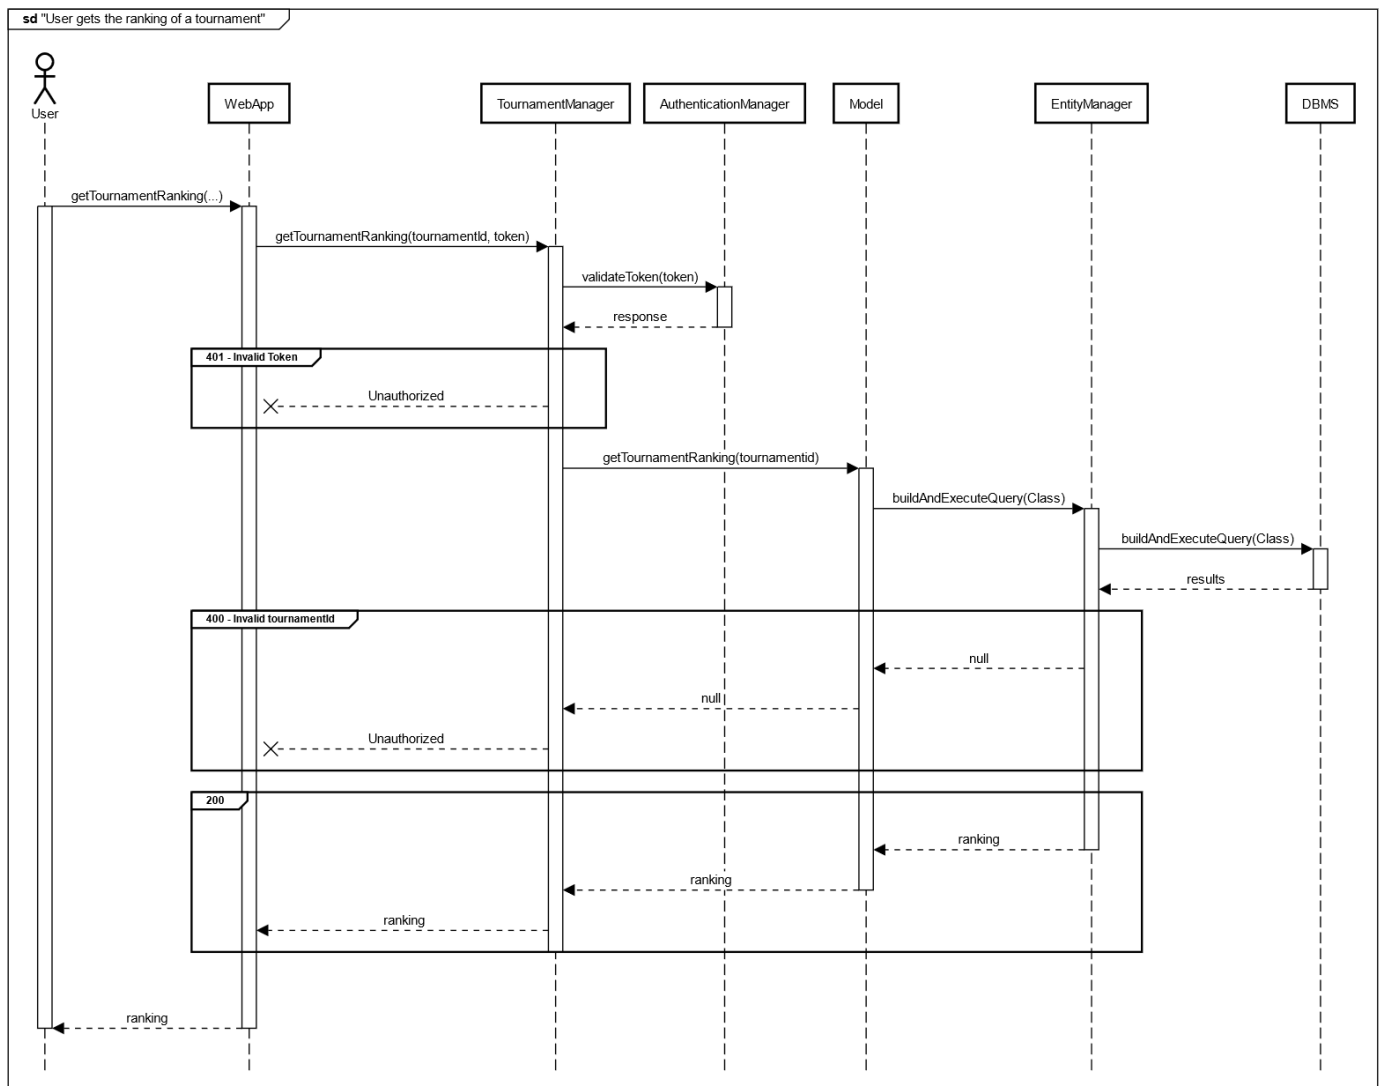 sd "User gets the ranking of a tournament"
User
WebApp
TournamentManager
AuthenticationManager
Model
EntityManager
DBMS
getTournamentRanking(...)
getTournamentRanking(tournamentId, token)
validateToken(token)
response
401 - Invalid Token
Unauthorized
getTournamentRanking(tournamentid)
buildAndExecuteQuery(Class)
buildAndExecuteQuery(Class)
results
400 - Invalid tournamentId
null
null
Unauthorized
200
ranking
ranking
ranking
ranking